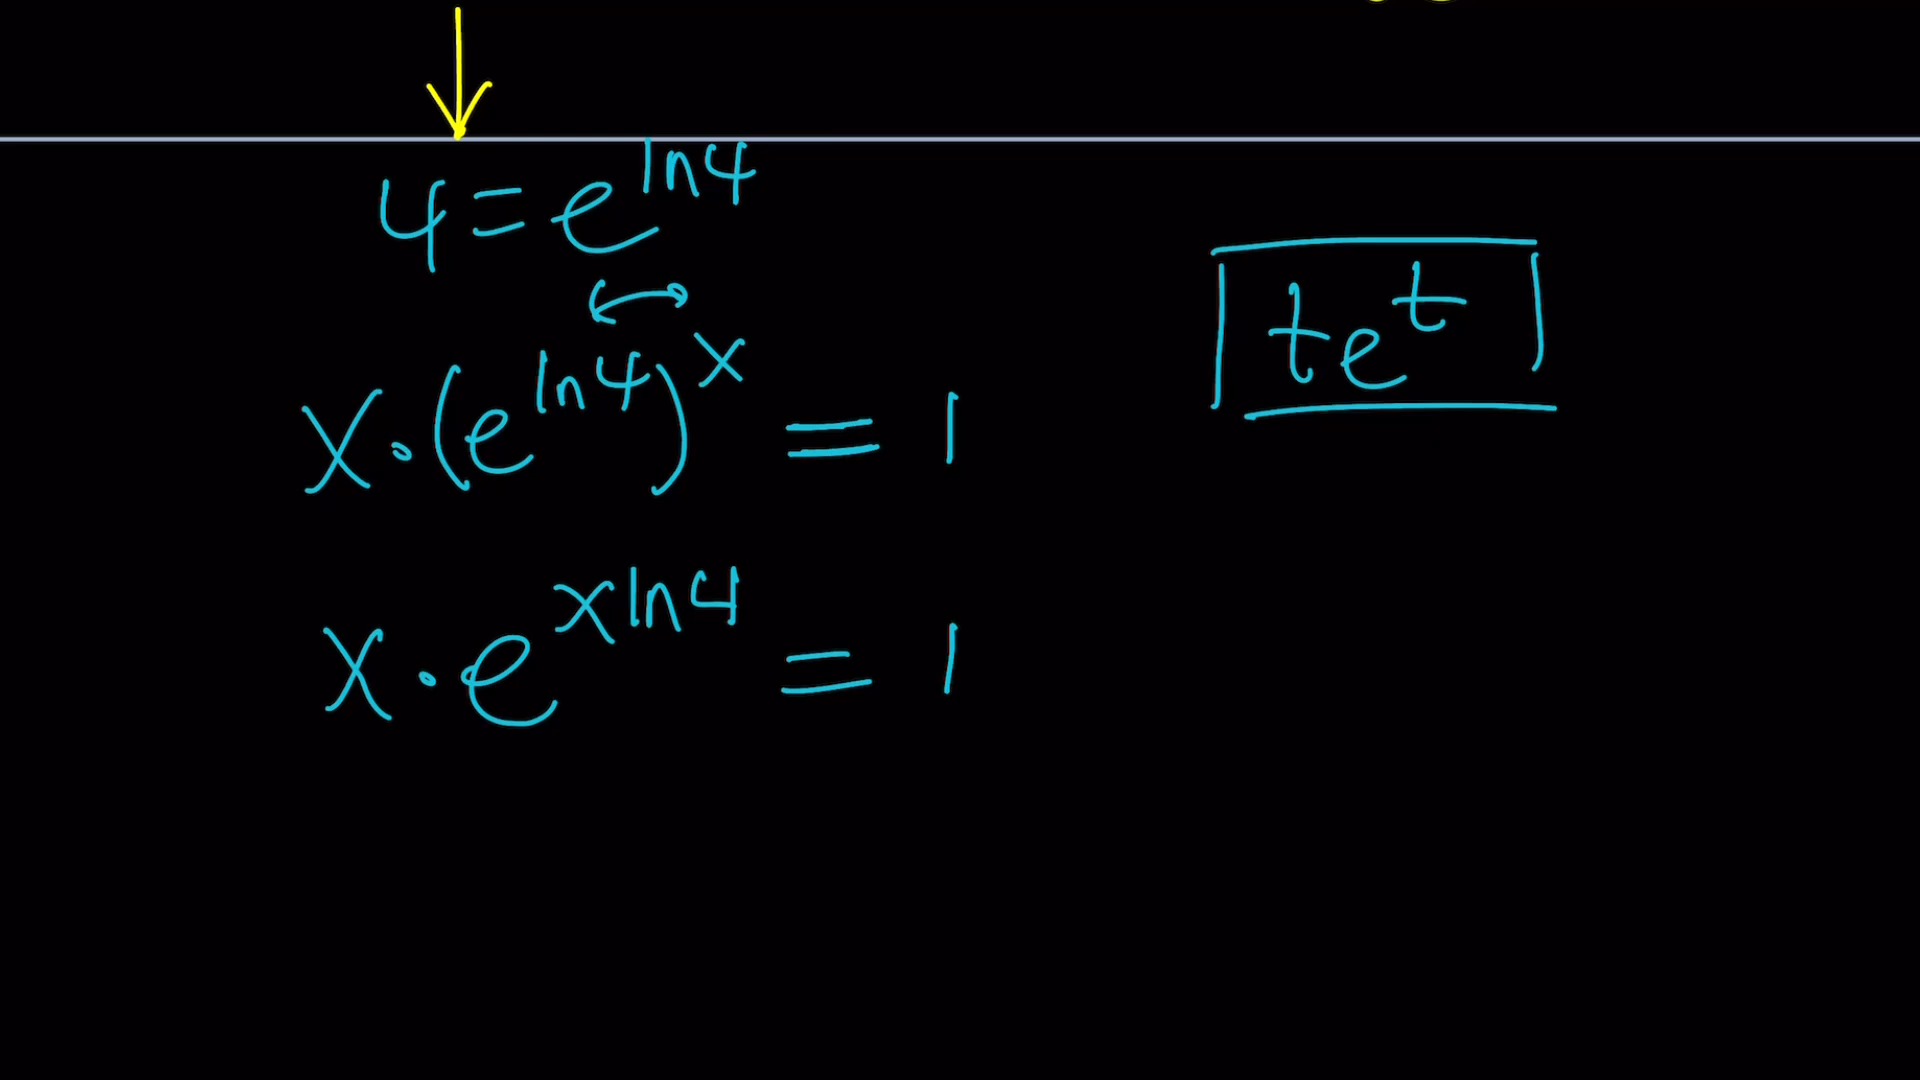 4 = e^{ln4}
x · (e^{ln4})^x = 1
te^t
x · e^{xln4} = 1